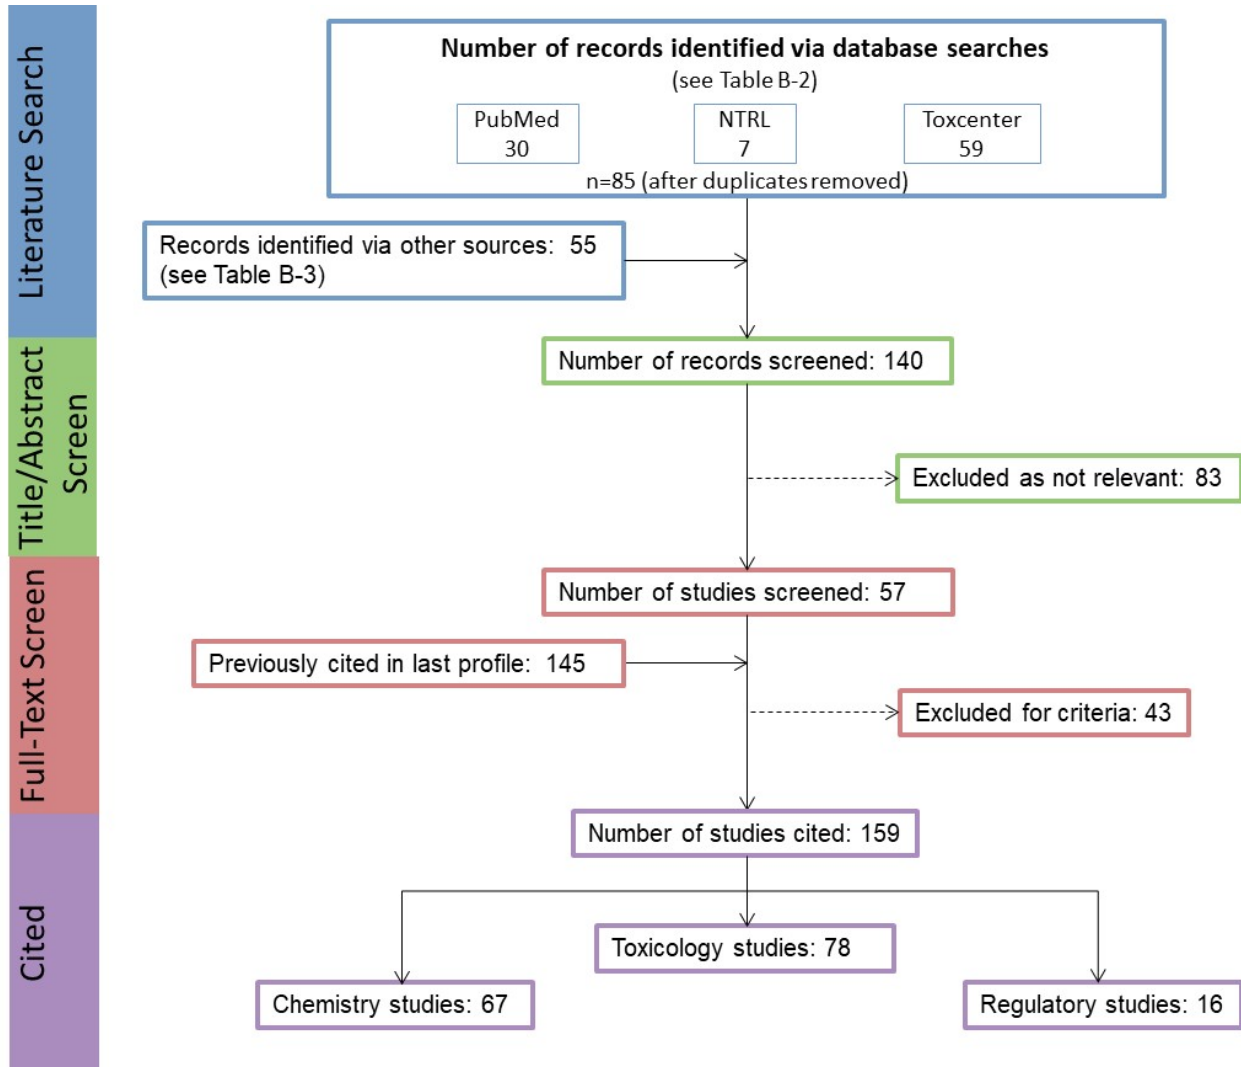 Literature Search
Number of records identified via database searches
(see Table B-2)
PubMed
30
NTRL
7
Toxcenter
59
n=85 (after duplicates removed)
Records identified via other sources: 55
(see Table B-3)
Title/Abstract
Screen
Number of records screened: 140
Excluded as not relevant: 83
Full-Text Screen
Number of studies screened: 57
Previously cited in last profile: 145
Excluded for criteria: 43
Cited
Number of studies cited: 159
Toxicology studies: 78
Chemistry studies: 67
Regulatory studies: 16